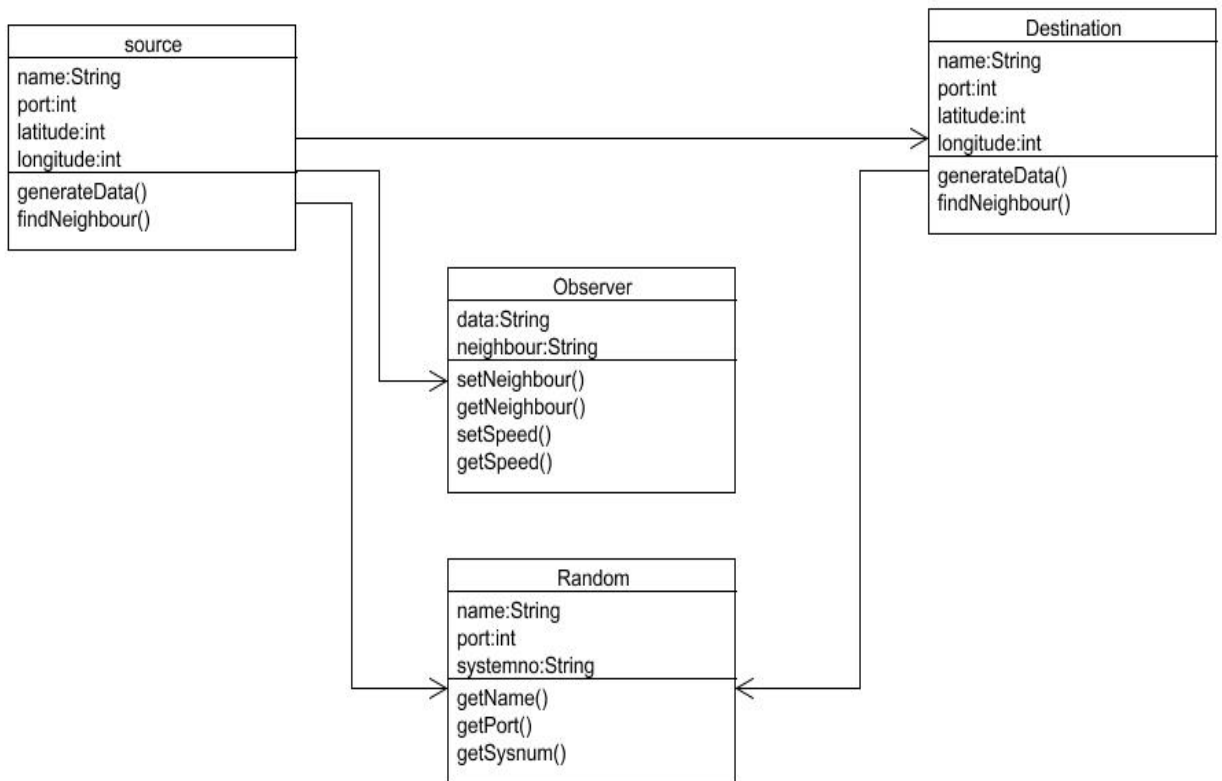 source
name:String
port:int
latitude:int
longitude:int
generateData()
findNeighbour()
Destination
name:String
port:int
latitude:int
longitude:int
generateData()
findNeighbour()
Observer
data:String
neighbour:String
setNeighbour()
getNeighbour()
setSpeed()
getSpeed()
Random
name:String
port:int
systemno:String
getName()
getPort()
getSysnum()